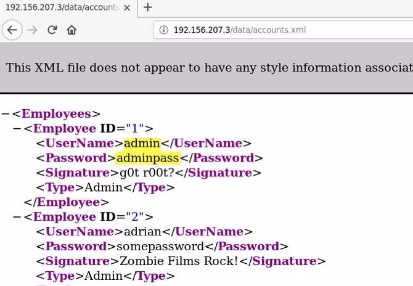 192.156.207.3/data/accounts.xml
192.156.207.3/data/accounts.xml
This XML file does not appear to have any style information associat
−<Employees>
−<Employee ID="1">
<UserName>admin</UserName>
<Password>adminpass</Password>
<Signature>g0t r00t?</Signature>
<Type>Admin</Type>
</Employee>
−<Employee ID="2">
<UserName>adrian</UserName>
<Password>somepassword</Password>
<Signature>Zombie Films Rock!</Signature>
<Type>Admin</Type>